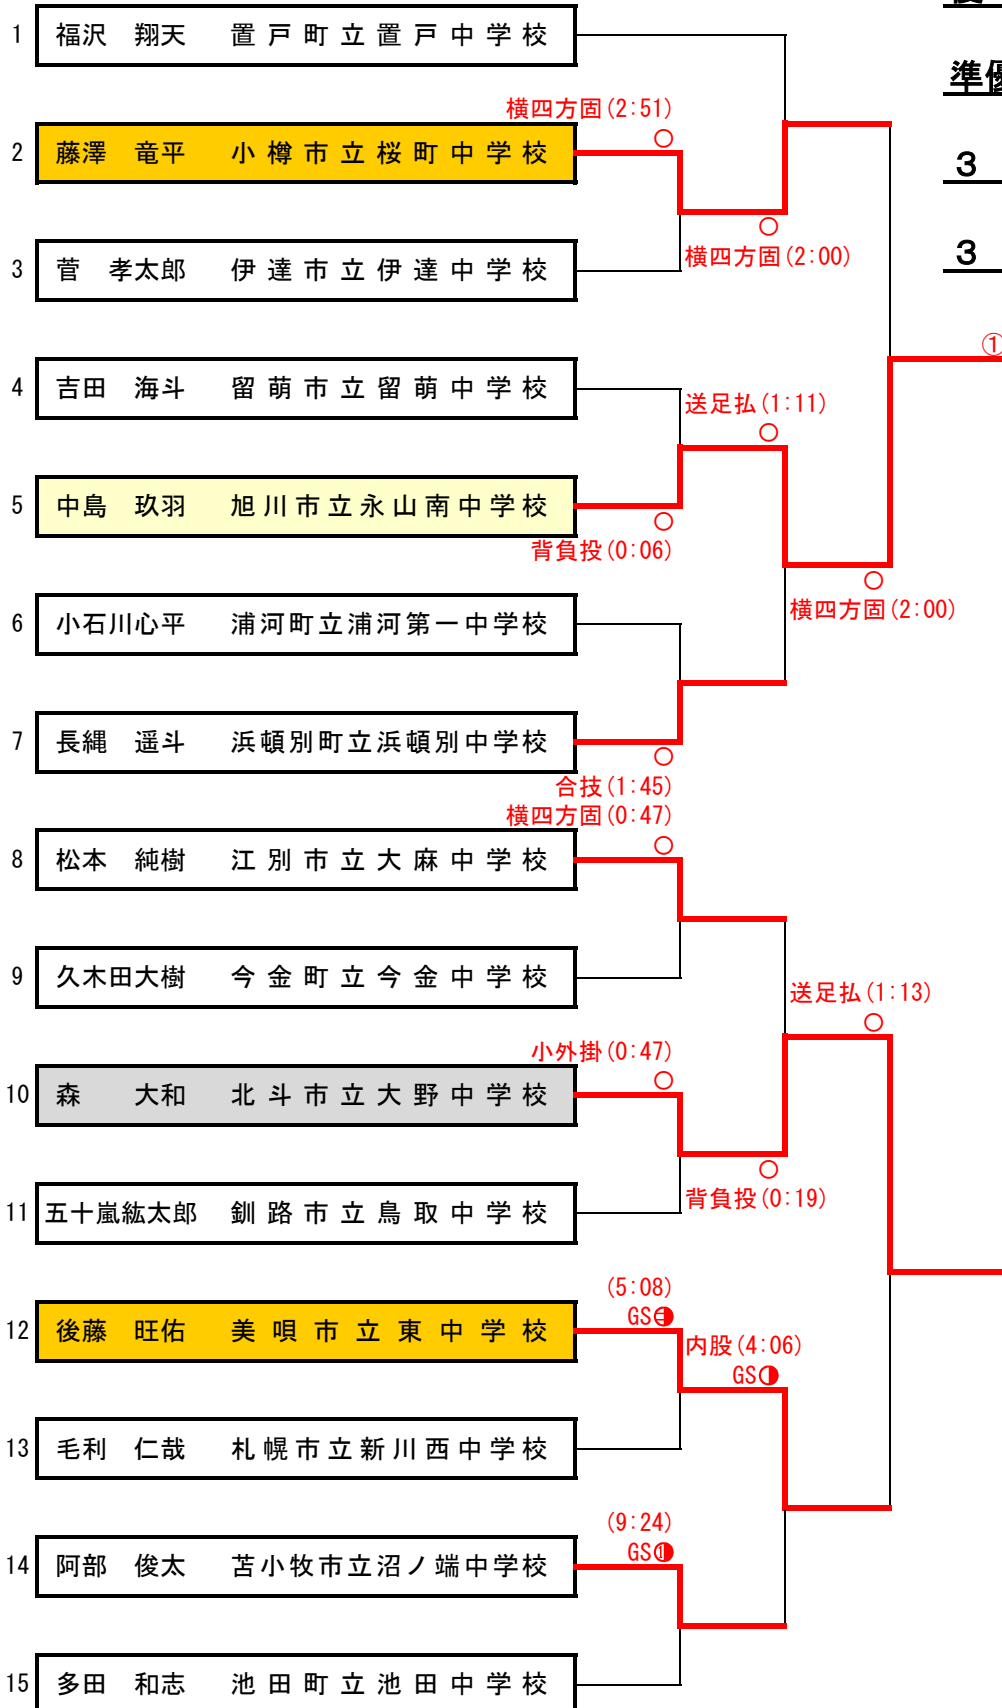 1 福沢　翔天 置戸町立置戸中学校
準優
横四方固(2:51)
○
2 藤澤　竜平 小樽市立桜町中学校
3
○
横四方固(2:00)
3 菅　孝太郎 伊達市立伊達中学校
3
①
4 吉田　海斗 留萌市立留萌中学校
送足払(1:11)
○
5 中島　玖羽 旭川市立永山南中学校
○
背負投(0:06)
○
横四方固(2:00)
6 小石川心平 浦河町立浦河第一中学校
7 長縄　遥斗 浜頓別町立浜頓別中学校
○
合技(1:45)
横四方固(0:47)
○
8 松本　純樹 江別市立大麻中学校
9 久木田大樹 今金町立今金中学校
送足払(1:13)
○
小外掛(0:47)
○
10 森　大和 北斗市立大野中学校
○
背負投(0:19)
11 五十嵐紘太郎 釧路市立鳥取中学校
(5:08)
GS
12 後藤　旺佑 美唄市立東中学校
内股(4:06)
GS◑
13 毛利　仁哉 札幌市立新川西中学校
(9:24)
GS
14 阿部　俊太 苫小牧市立沼ノ端中学校
15 多田　和志 池田町立池田中学校